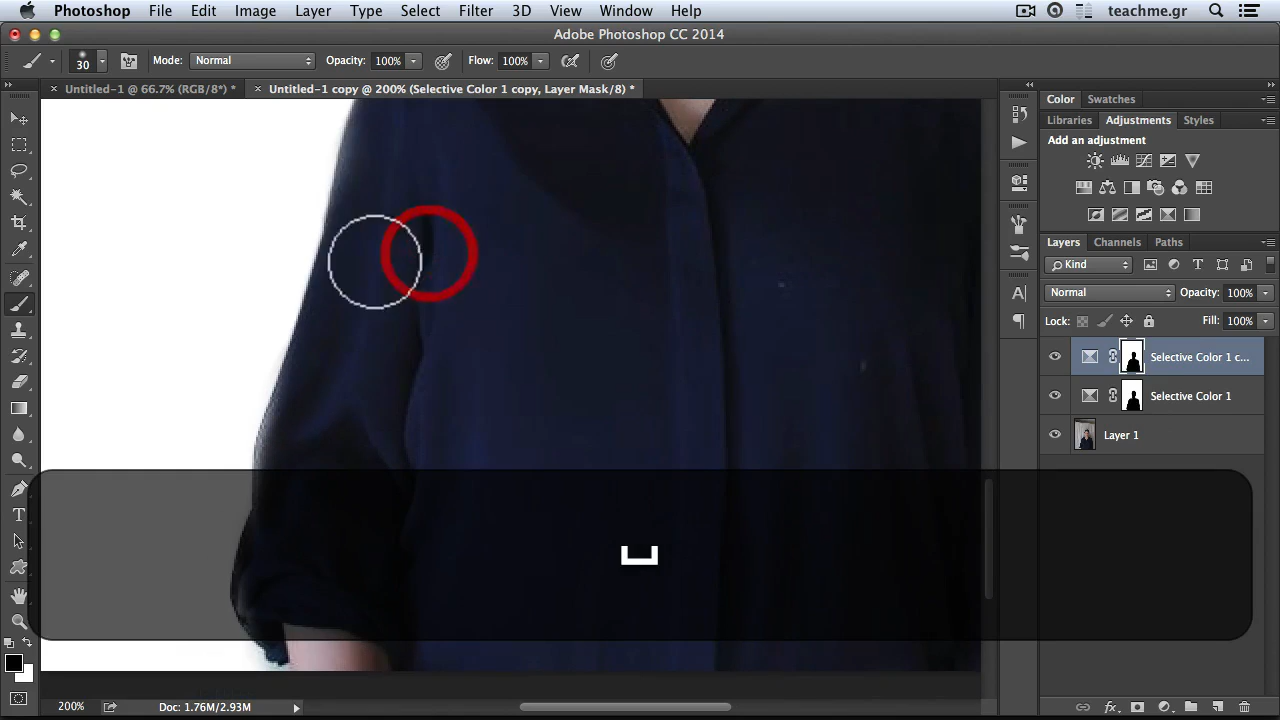 Photoshop File Edit Image Layer Type Select Filter 3D View Window Help teachme.gr
Adobe Photoshop CC 2014
30 Mode: Normal Opacity: 100% Flow: 100%
Untitled-1 @ 66.7% (RGB/8*) * Untitled-1 copy @ 200% (Selective Color 1 copy, Layer Mask/8) *
Color Swatches
Libraries Adjustments Styles
Add an adjustment
Layers Channels Paths
Kind
Normal Opacity: 100%
Lock: Fill: 100%
Selective Color 1 c...
Selective Color 1
Layer 1
200% Doc: 1.76M/2.93M